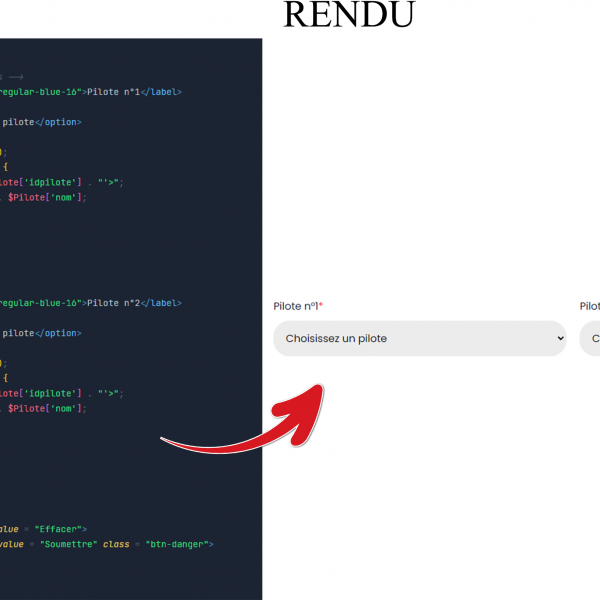 RENDU
-->
regular-blue-16">Pilote n°1</label>
pilote</option>
);
{
lote['idpilote'] . "'>";
. $Pilote['nom'];
regular-blue-16">Pilote n°2</label>
pilote</option>
);
{
lote['idpilote'] . "'>";
. $Pilote['nom'];
alue = "Effacer">
value = "Soumettre" class = "btn-danger">
Pilote n°1*
Choisissez un pilote
Pilot
C